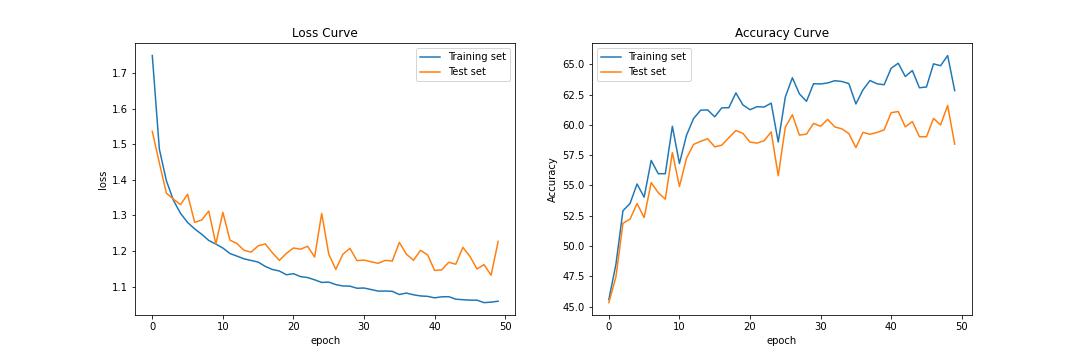 Loss Curve
Training set
Test set
1.7
1.6
1.5
1.4
1.3
1.2
1.1
loss
0
10
20
30
40
50
epoch
Accuracy Curve
Training set
Test set
65.0
62.5
60.0
57.5
55.0
52.5
50.0
47.5
45.0
Accuracy
0
10
20
30
40
50
epoch